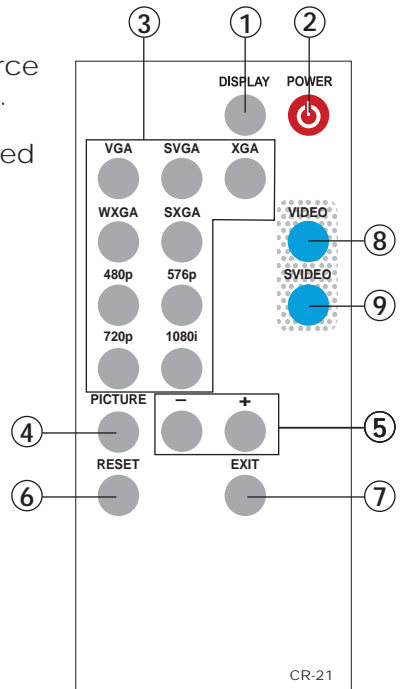 ③ ① ②
rce
.
ed
DISPLAY POWER
VGA SVGA XGA
WXGA SXGA VIDEO
⑧
480p 576p SVIDEO
⑨
720p 1080i
PICTURE − +
④ ⑤
RESET EXIT
⑥ ⑦
CR-21